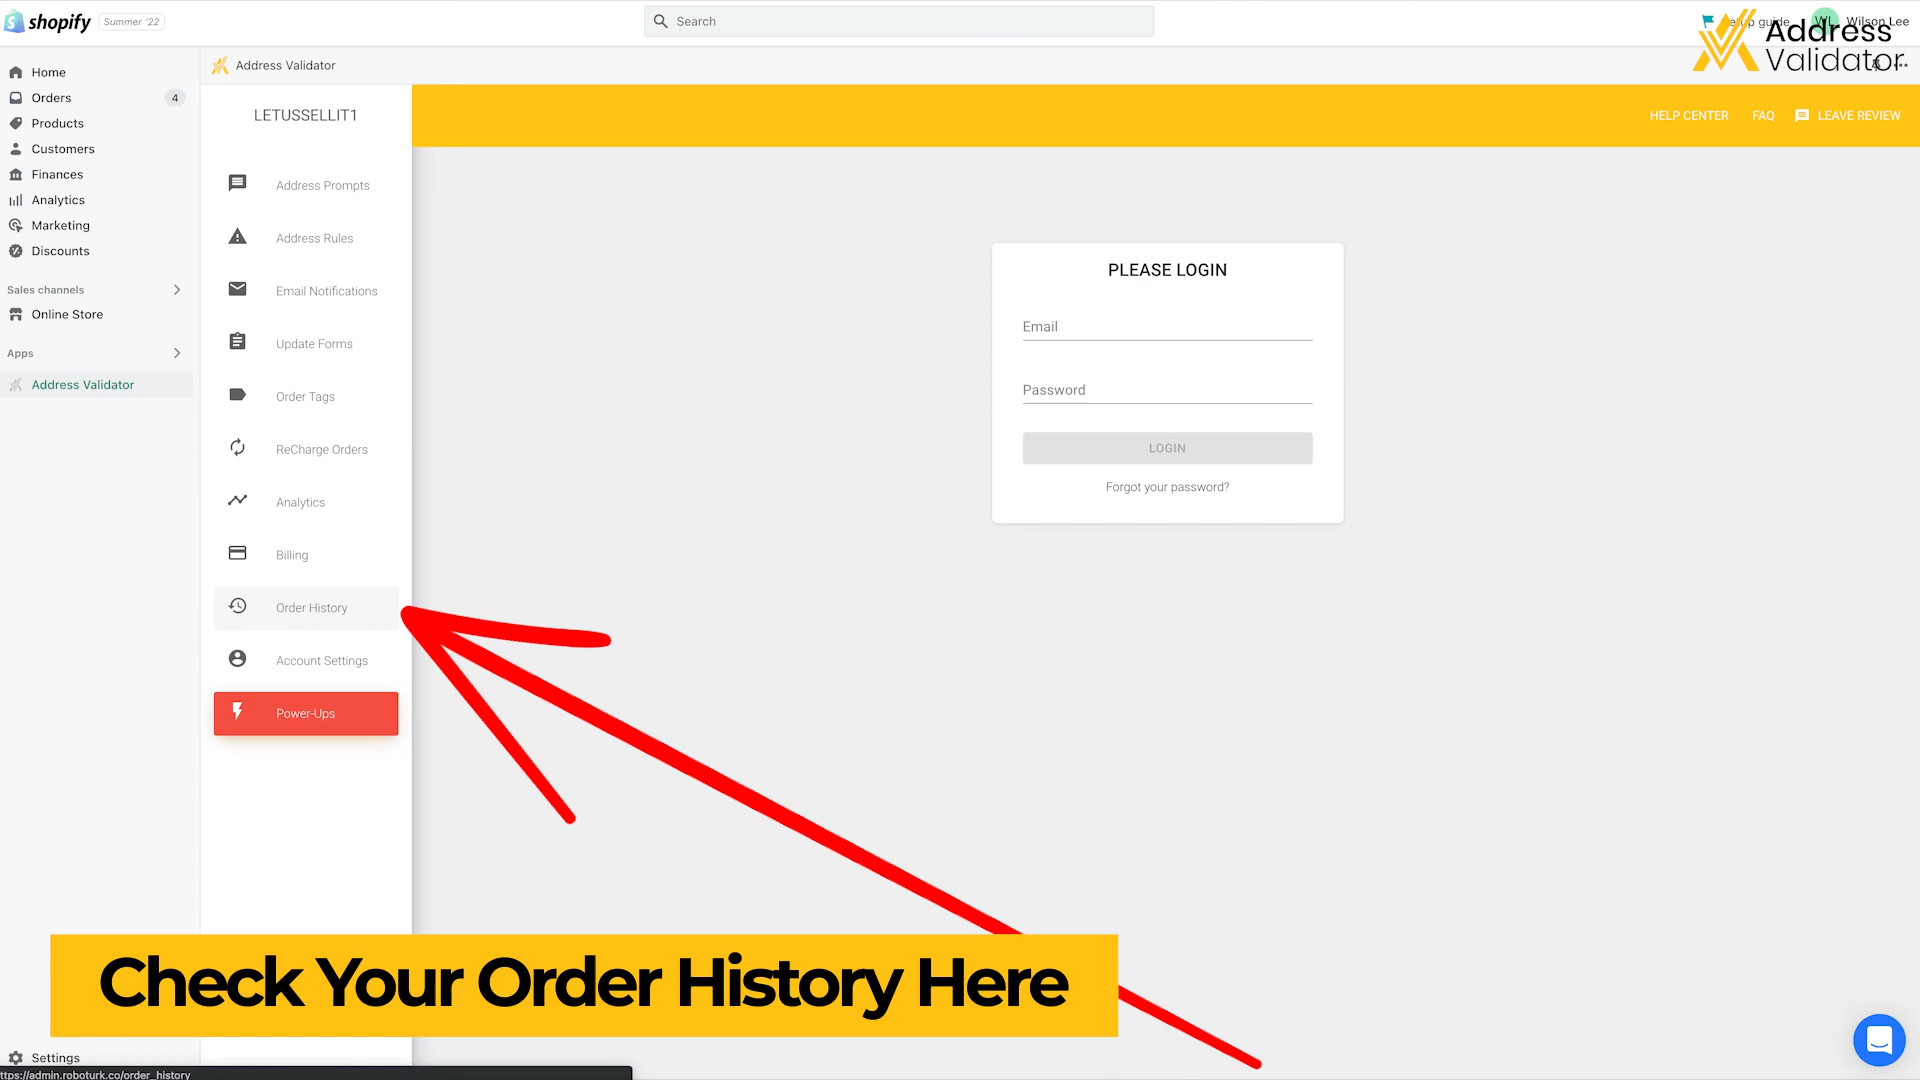 shopify Summer '22
Search
Wilson Lee
Address
Validator
Home
Orders 4
Products
Customers
Finances
Analytics
Marketing
Discounts
Sales channels
Online Store
Apps
Address Validator
Settings
Address Validator
LETUSSELLIT1
Address Prompts
Address Rules
Email Notifications
Update Forms
Order Tags
ReCharge Orders
Analytics
Billing
Order History
Account Settings
Power-Ups
HELP CENTER FAQ LEAVE REVIEW
PLEASE LOGIN
Email
Password
LOGIN
Forgot your password?
Check Your Order History Here
ttps://admin.roboturk.co/order_history